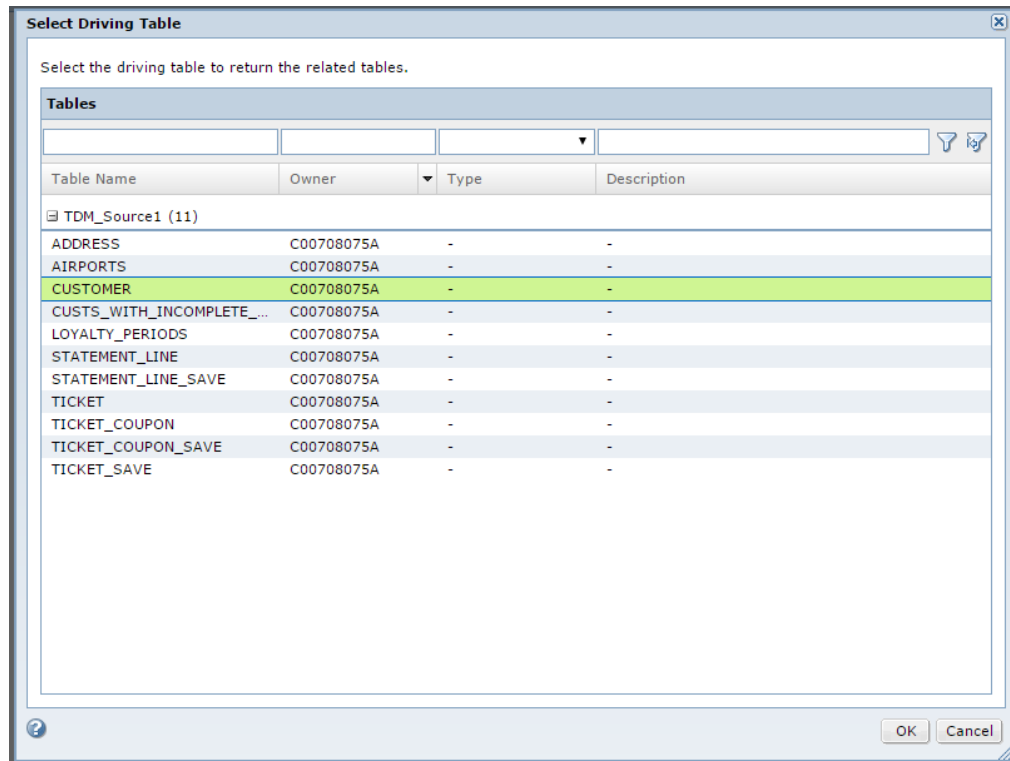 Select Driving Table
Select the driving table to return the related tables.
Tables
Table Name Owner Type Description
TDM_Source1 (11)
ADDRESS C00708075A - -
AIRPORTS C00708075A - -
CUSTOMER C00708075A - -
CUSTS_WITH_INCOMPLETE_... C00708075A - -
LOYALTY_PERIODS C00708075A - -
STATEMENT_LINE C00708075A - -
STATEMENT_LINE_SAVE C00708075A - -
TICKET C00708075A - -
TICKET_COUPON C00708075A - -
TICKET_COUPON_SAVE C00708075A - -
TICKET_SAVE C00708075A - -
OK Cancel